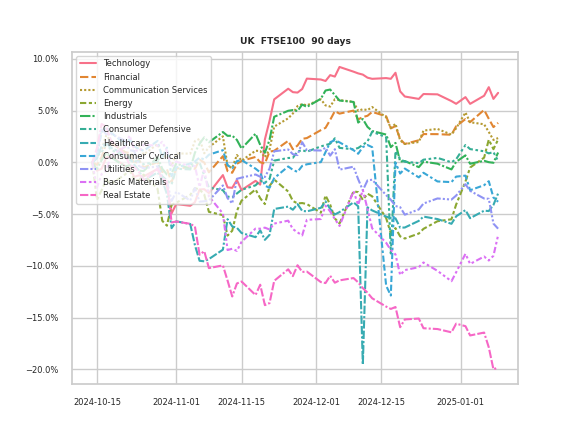 UK  FTSE100  90 days
10.0%
5.0%
0.0%
−5.0%
−10.0%
−15.0%
−20.0%
Technology
Financial
Communication Services
Energy
Industrials
Consumer Defensive
Healthcare
Consumer Cyclical
Utilities
Basic Materials
Real Estate
2024-10-15 2024-11-01 2024-11-15 2024-12-01 2024-12-15 2025-01-01